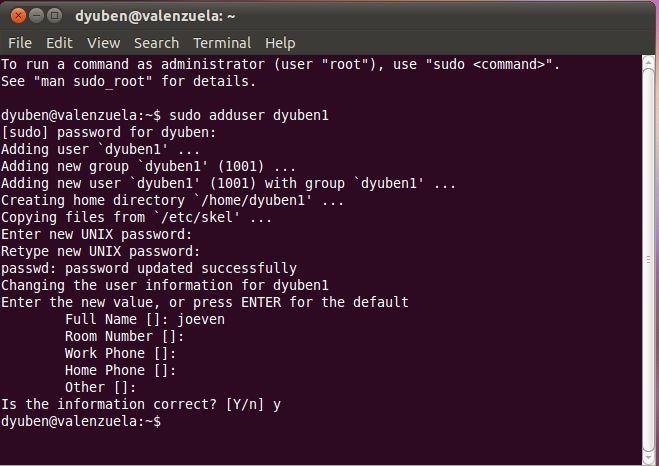 dyuben@valenzuela: ~
File Edit View Search Terminal Help
To run a command as administrator (user "root"), use "sudo <command>".
See "man sudo_root" for details.
dyuben@valenzuela:~$ sudo adduser dyuben1
[sudo] password for dyuben:
Adding user `dyuben1' ...
Adding new group `dyuben1' (1001) ...
Adding new user `dyuben1' (1001) with group `dyuben1' ...
Creating home directory `/home/dyuben1' ...
Copying files from `/etc/skel' ...
Enter new UNIX password:
Retype new UNIX password:
passwd: password updated successfully
Changing the user information for dyuben1
Enter the new value, or press ENTER for the default
Full Name []: joeven
Room Number []:
Work Phone []:
Home Phone []:
Other []:
Is the information correct? [Y/n] y
dyuben@valenzuela:~$